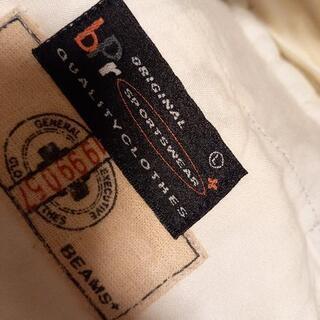 bPr
ORIGINAL
SPORTSWEAR
QUALITY CLOTHES
L
GENERAL
EXECUTIVE
CLOTHES
BEAMS+